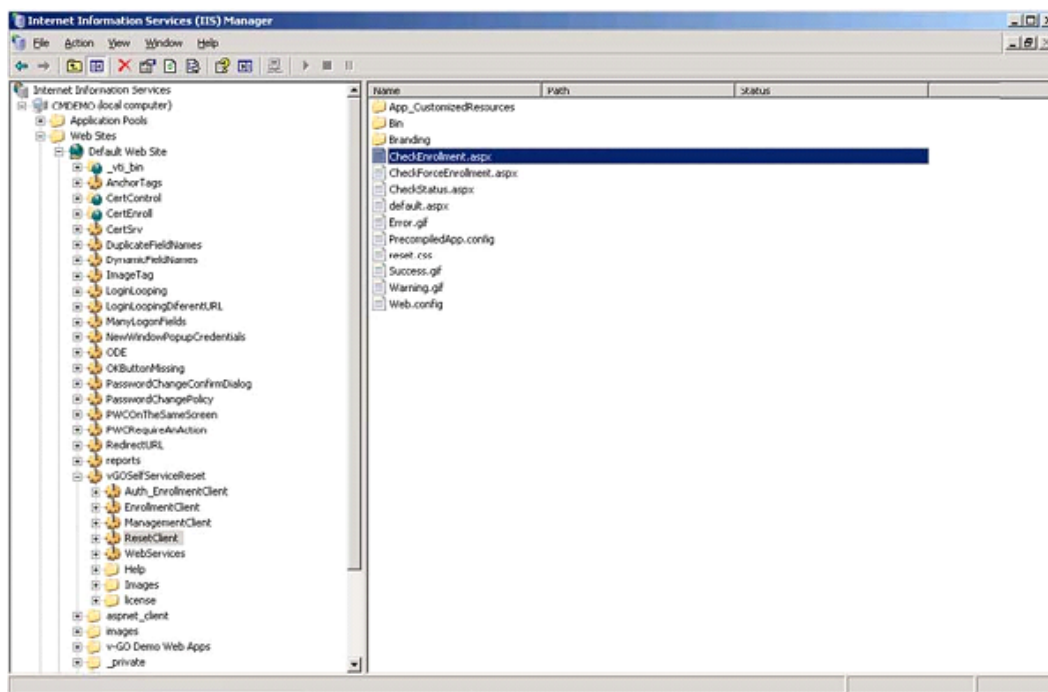 Internet Information Services (IIS) Manager
File Action View Window Help
Internet Information Services
CMDEMO (local computer)
Application Pools
Web Sites
Default Web Site
_vti_bin
AnchorTags
CertControl
CertEnroll
CertSrv
DuplicateFieldNames
DynamicFieldNames
ImageTag
LoginLooping
LoginLoopingDiferentURL
ManyLogonFields
NewWindowPopupCredentials
ODE
OKButtonMissing
PasswordChangeConfirmDialog
PasswordChangePolicy
PWCOnTheSameScreen
PWCRequireAnAction
RedirectURL
reports
vGOSelfServiceReset
Auth_EnrollmentClient
EnrollmentClient
ManagementClient
ResetClient
WebServices
Help
Images
license
aspnet_client
images
v-GO Demo Web Apps
_private
Name Path Status
App_CustomizedResources
Bin
Branding
CheckEnrollment.aspx
CheckForceEnrollment.aspx
CheckStatus.aspx
default.aspx
Error.gif
PrecompiledApp.config
reset.css
Success.gif
Warning.gif
Web.config